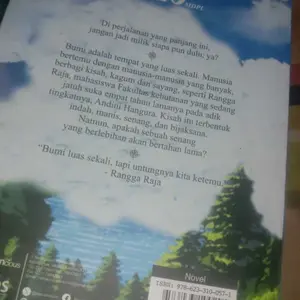 'Di perjalanan yang panjang ini,
jangan jadi milik siapa pun dulu, ya?'
Bumi adalah tempat yang luas sekali. Manusia
bertemu dengan manusia-manusia yang banyak,
berbagi kisah, kagum dan sayang, seperti Rangga
Raja, mahasiswa Fakultas Kehutanan yang sedang
jatuh suka empat tahun lamanya pada adik
tingkatnya, Andini Hangura. Kisah ini terbentuk
indah, manis, senang, dan bijaksana.
Namun, apakah sebuah senang
yang berlebihan akan bertahan lama?
"Bumi luas sekali, tapi untungnya kita ketemu."
- Rangga Raja
Novel